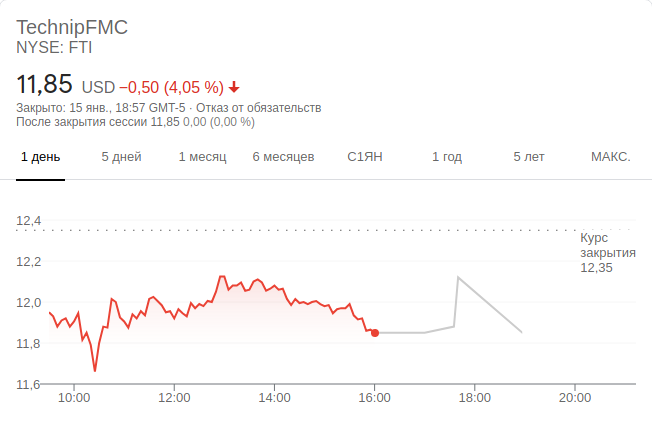 TechnipFMC
NYSE: FTI
11,85 USD −0,50 (4,05 %)
Закрыто: 15 янв., 18:57 GMT-5 · Отказ от обязательств
После закрытия сессии 11,85 0,00 (0,00 %)
1 день 5 дней 1 месяц 6 месяцев С1ЯН 1 год 5 лет МАКС.
12,4
Курс
закрытия
12,35
12,2
12,0
11,8
11,6
10:00 12:00 14:00 16:00 18:00 20:00